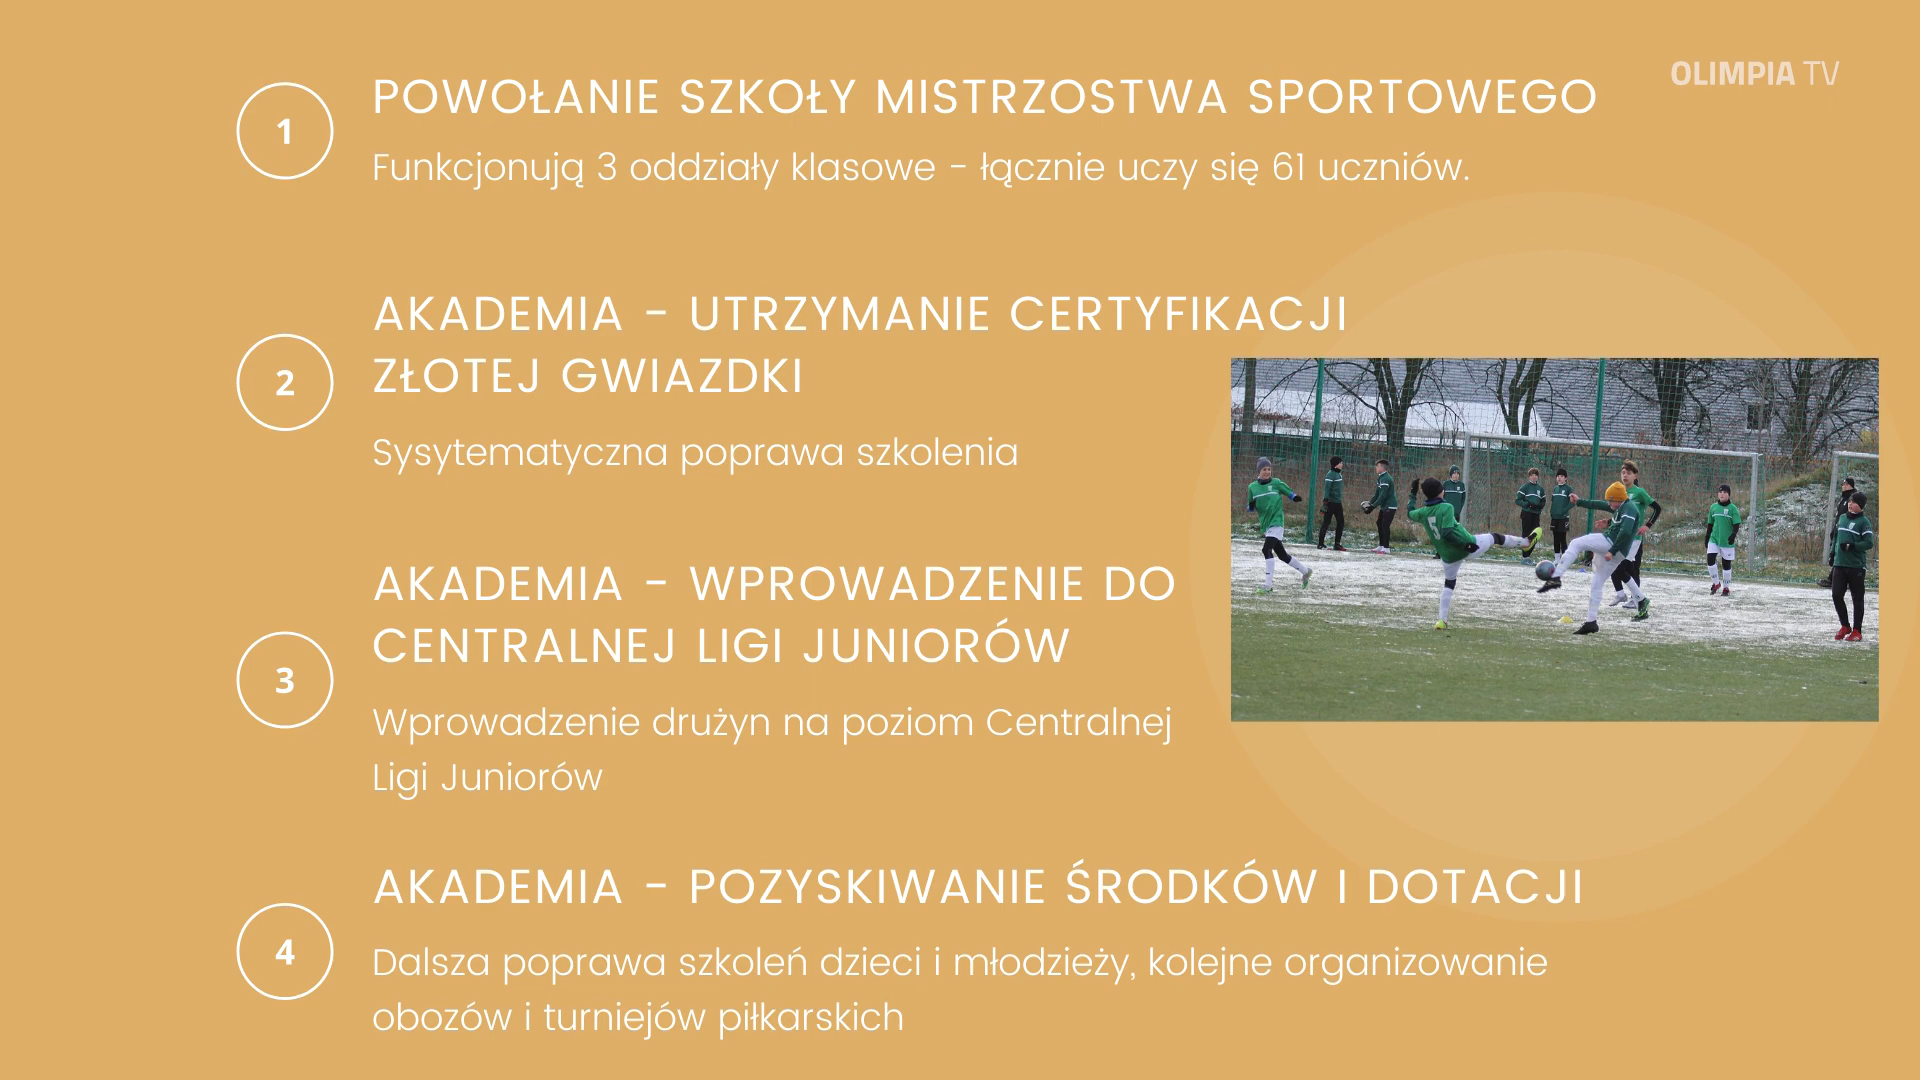 OLIMPIA TV
1
POWOŁANIE SZKOŁY MISTRZOSTWA SPORTOWEGO
Funkcjonują 3 oddziały klasowe - łącznie uczy się 61 uczniów.
2
AKADEMIA - UTRZYMANIE CERTYFIKACJI
ZŁOTEJ GWIAZDKI
Sysytematyczna poprawa szkolenia
3
AKADEMIA - WPROWADZENIE DO
CENTRALNEJ LIGI JUNIORÓW
Wprowadzenie drużyn na poziom Centralnej
Ligi Juniorów
4
AKADEMIA - POZYSKIWANIE ŚRODKÓW I DOTACJI
Dalsza poprawa szkoleń dzieci i młodzieży, kolejne organizowanie
obozów i turniejów piłkarskich
5